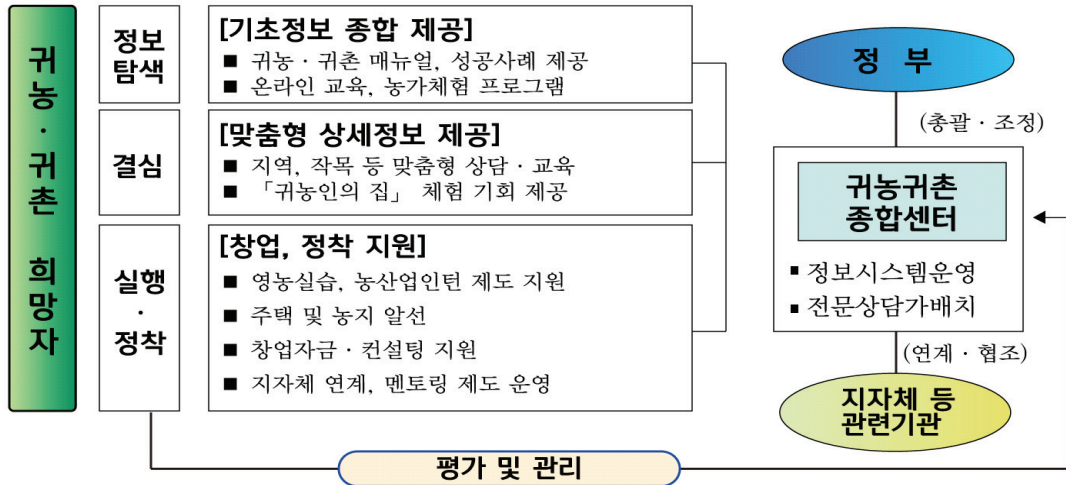 귀농 · 귀촌 희망자
정보
탐색
[기초정보 종합 제공]
■ 귀농 · 귀촌 매뉴얼, 성공사례 제공
■ 온라인 교육, 농가체험 프로그램
결심
[맞춤형 상세정보 제공]
■ 지역, 작목 등 맞춤형 상담 · 교육
■ 「귀농인의 집」 체험 기회 제공
실행
·
정착
[창업, 정착 지원]
■ 영농실습, 농산업인턴 제도 지원
■ 주택 및 농지 알선
■ 창업자금 · 컨설팅 지원
■ 지자체 연계, 멘토링 제도 운영
정 부
(총괄 · 조정)
귀농귀촌
종합센터
▪ 정보시스템운영
▪ 전문상담가배치
(연계 · 협조)
지자체 등
관련기관
평가 및 관리